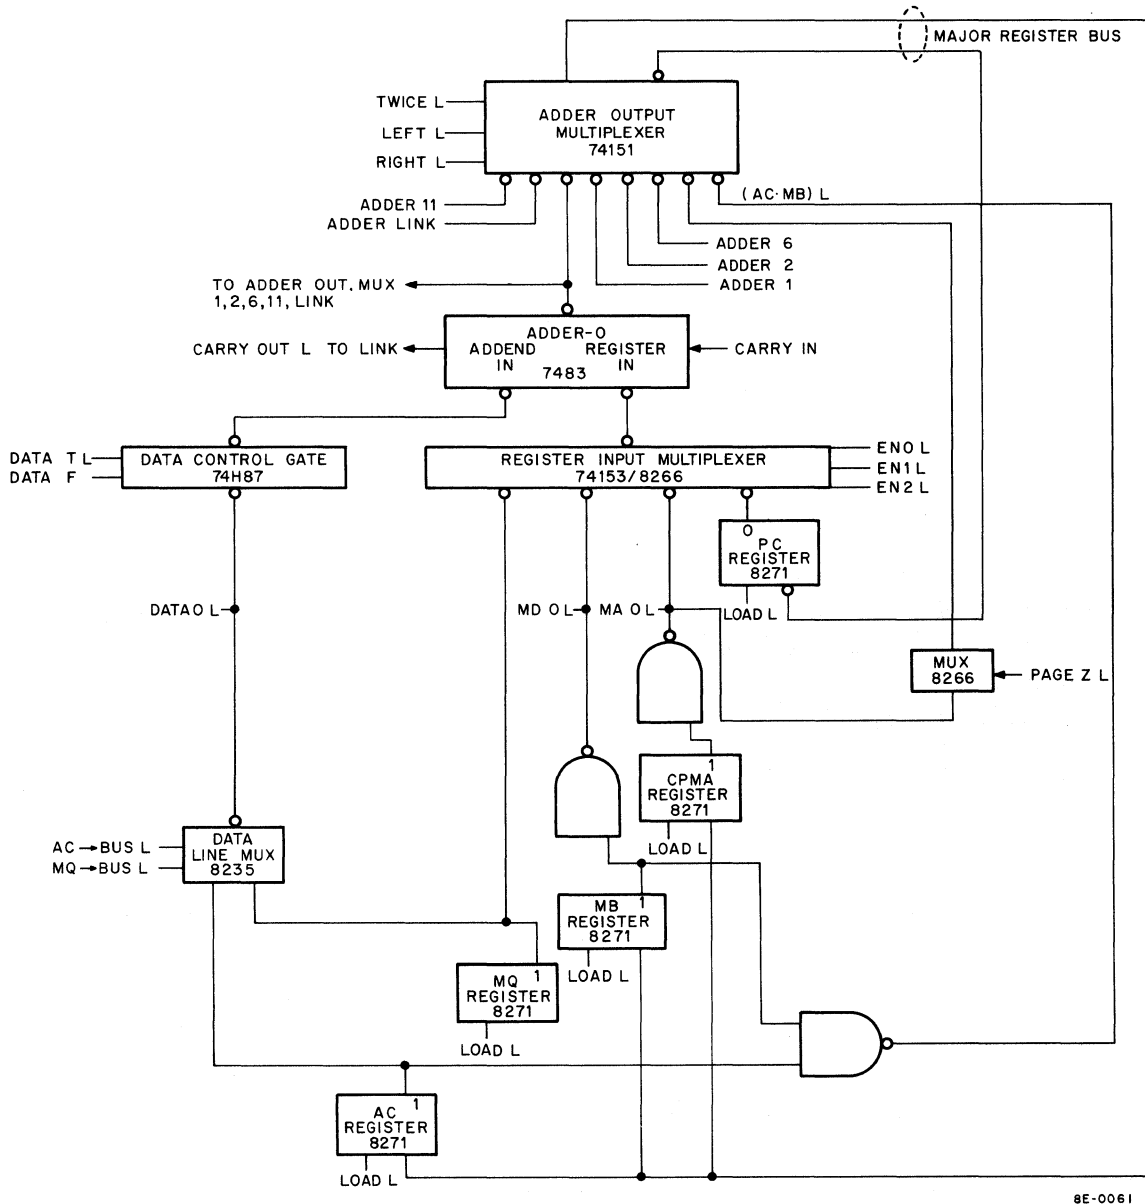 MAJOR REGISTER BUS
TWICE L
LEFT L
RIGHT L
ADDER OUTPUT
MULTIPLEXER
74151
ADDER 11
ADDER LINK
(AC·MB) L
ADDER 6
ADDER 2
ADDER 1
TO ADDER OUT. MUX
1,2,6,11, LINK
CARRY OUT L TO LINK
ADDER-0
ADDEND REGISTER
IN IN
7483
CARRY IN
DATA T L
DATA F
DATA CONTROL GATE
74H87
REGISTER INPUT MULTIPLEXER
74153/8266
EN0 L
EN1 L
EN2 L
0
PC
REGISTER
8271
LOAD L
DATA 0 L
MD 0 L
MA 0 L
MUX
8266
PAGE Z L
1
CPMA
REGISTER
8271
LOAD L
AC → BUS L
MQ → BUS L
DATA
LINE MUX
8235
MB 1
REGISTER
8271
LOAD L
MQ 1
REGISTER
8271
LOAD L
AC 1
REGISTER
8271
LOAD L
8E-0061